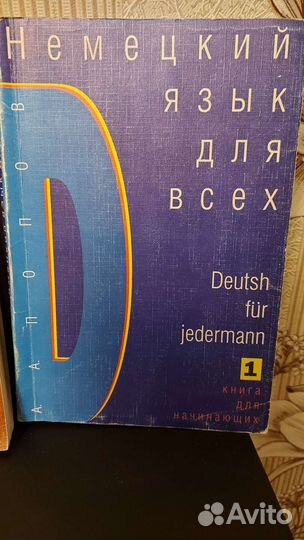 Немецкий
язык
для
всех
А А ПОПОВ
Deutsh
für
jedermann
1
книга
для
начинающих
Avito